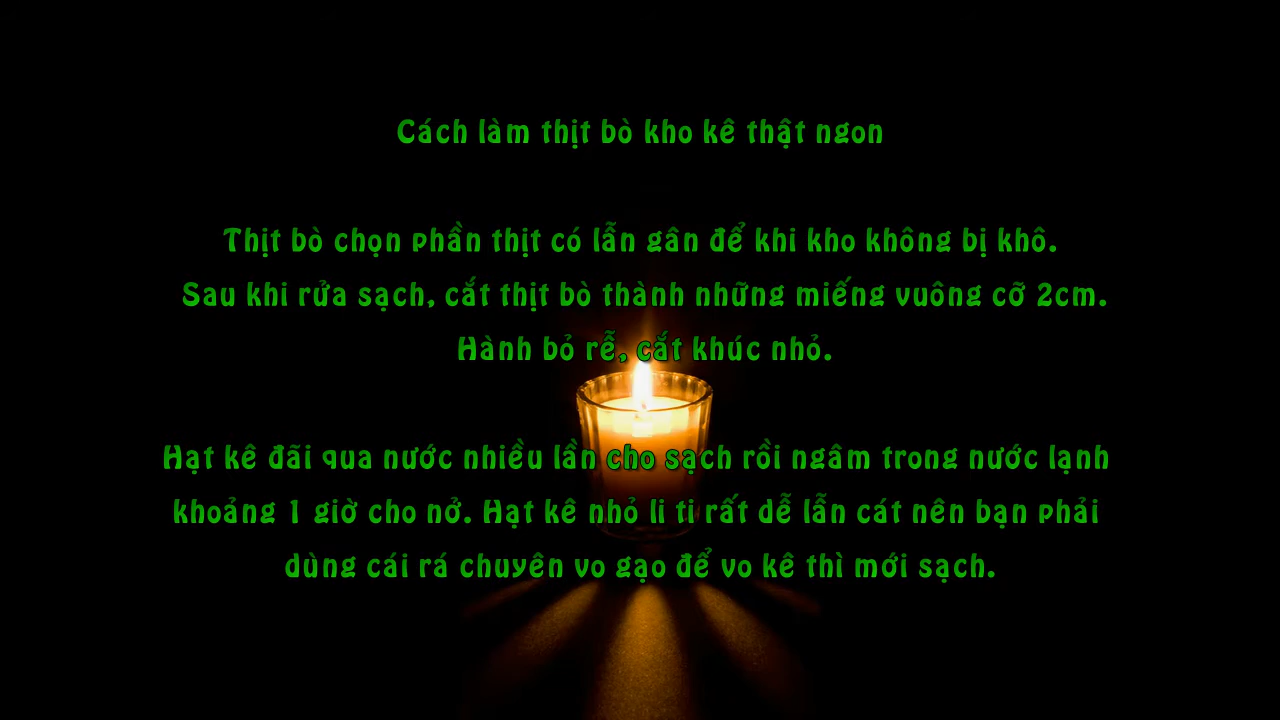 Cách làm thịt bò kho kê thật ngon
Thịt bò chọn phần thịt có lẫn gân để khi kho không bị khô.
Sau khi rửa sạch, cắt thịt bò thành những miếng vuông cỡ 2cm.
Hành bỏ rễ, cắt khúc nhỏ.
Hạt kê đãi qua nước nhiều lần cho sạch rồi ngâm trong nước lạnh
khoảng 1 giờ cho nở. Hạt kê nhỏ li ti rất dễ lẫn cát nên bạn phải
dùng cái rá chuyên vo gạo để vo kê thì mới sạch.